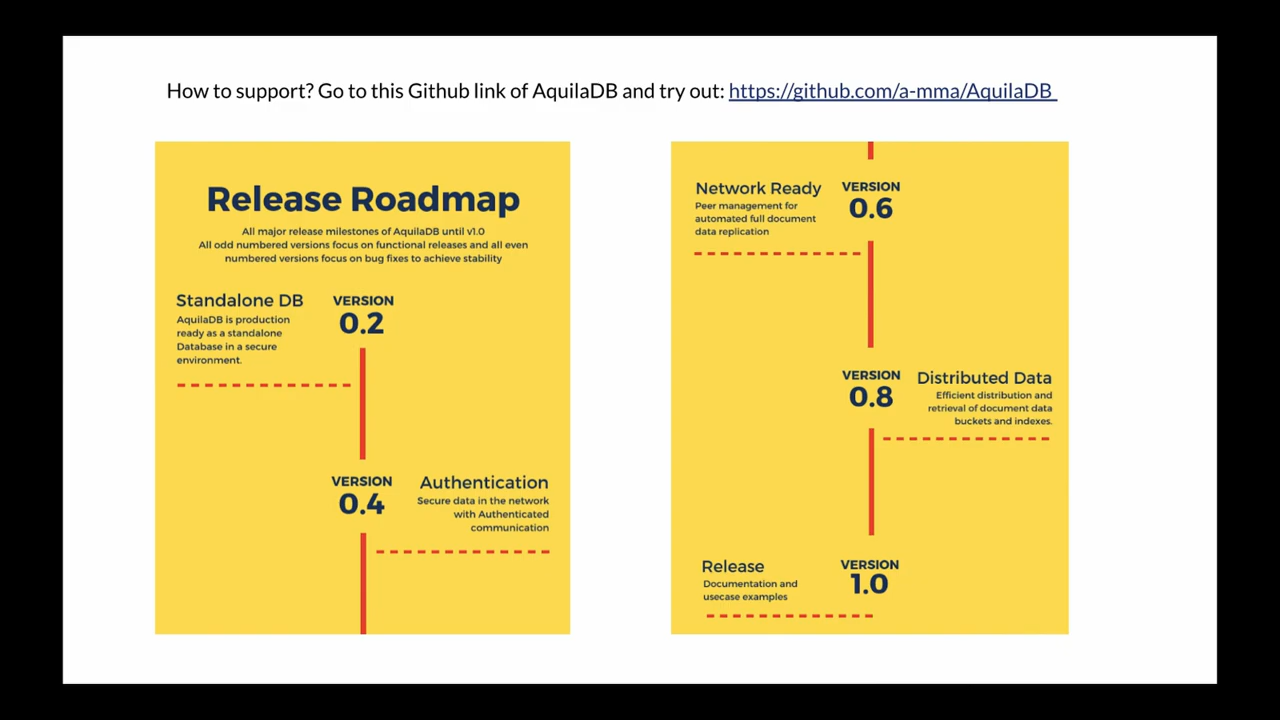 How to support? Go to this Github link of AquilaDB and try out: https://github.com/a-mma/AquilaDB
Release Roadmap
All major release milestones of AquilaDB until v1.0
All odd numbered versions focus on functional releases and all even
numbered versions focus on bug fixes to achieve stability
Standalone DB
AquilaDB is production
ready as a standalone
Database in a secure
environment.
VERSION
0.2
VERSION
0.4
Authentication
Secure data in the network
with Authenticated
communication
Network Ready
Peer management for
automated full document
data replication
VERSION
0.6
VERSION
0.8
Distributed Data
Efficient distribution and
retrieval of document data
buckets and indexes.
Release
Documentation and
usecase examples
VERSION
1.0